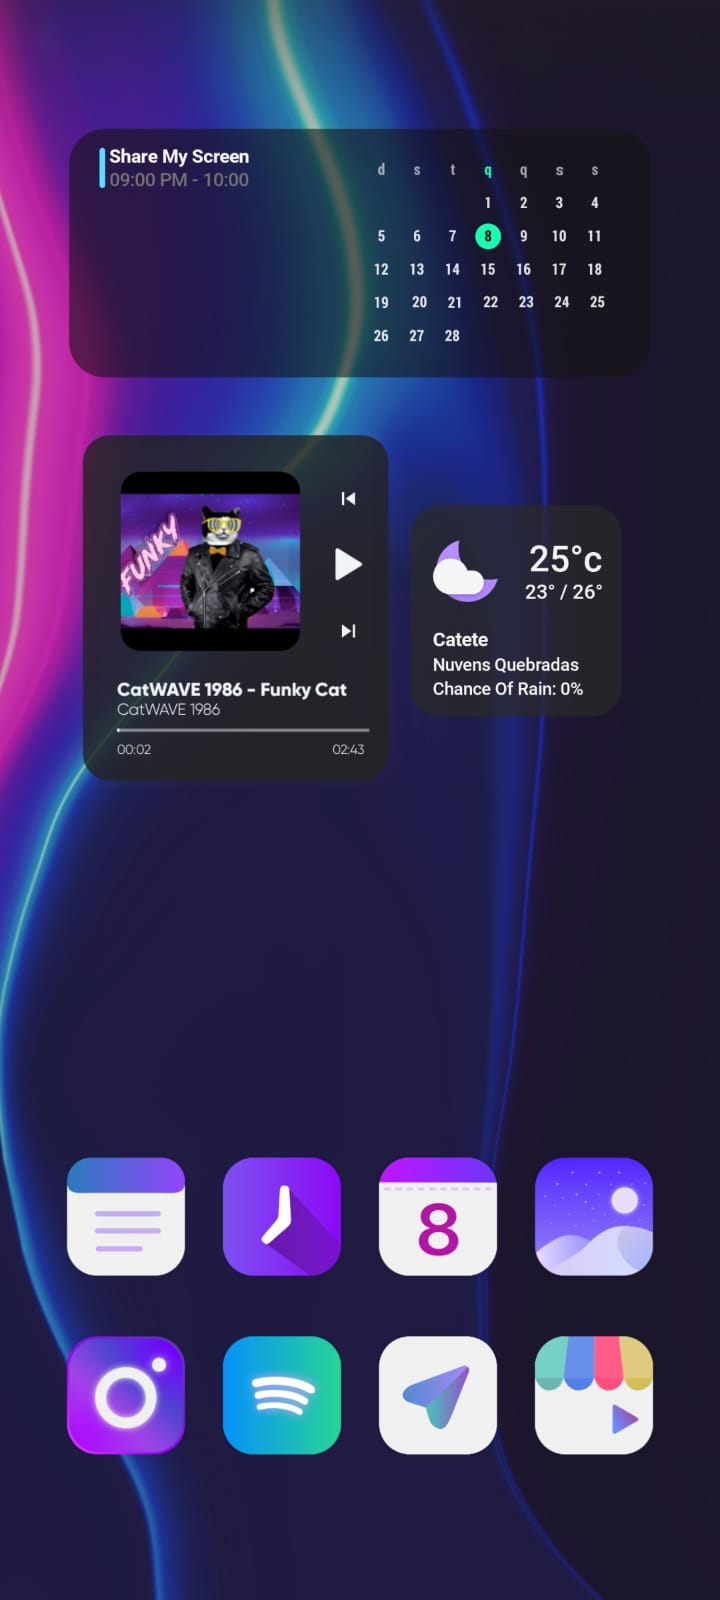 Share My Screen
09:00 PM - 10:00
d s t q q s s
1 2 3 4
5 6 7 8 9 10 11
12 13 14 15 16 17 18
19 20 21 22 23 24 25
26 27 28
FUNKY
CatWAVE 1986 - Funky Cat
CatWAVE 1986
00:02 02:43
25°c
23° / 26°
Catete
Nuvens Quebradas
Chance Of Rain: 0%
8